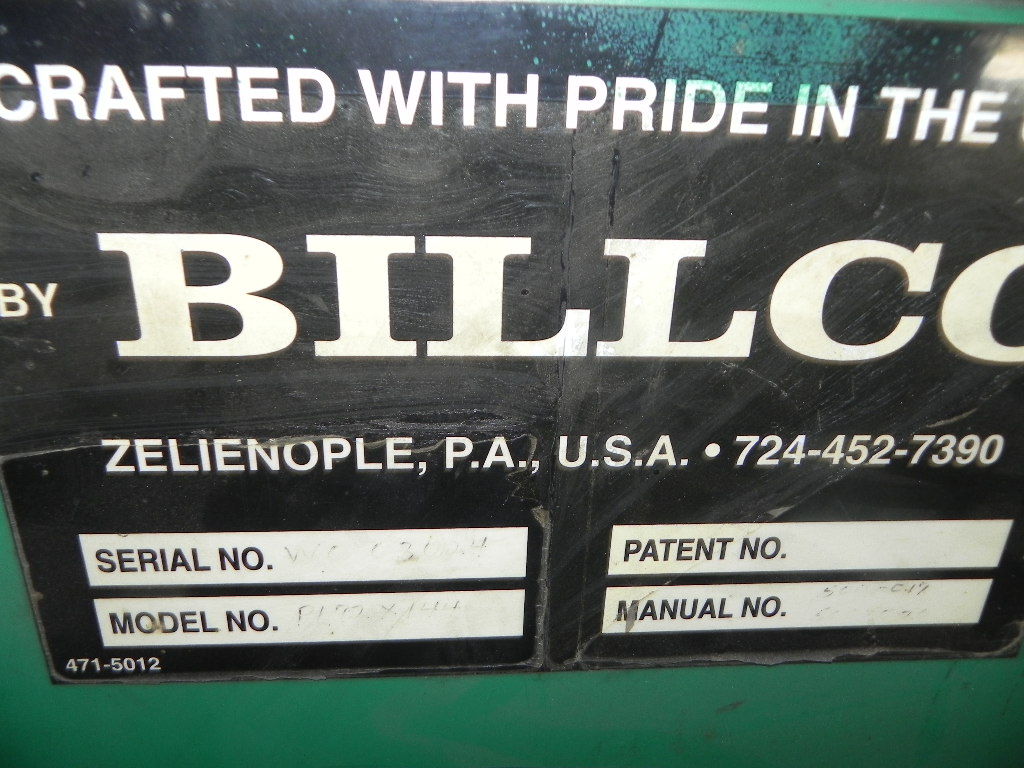 CRAFTED WITH PRIDE IN THE
BY BILLCO
ZELIENOPLE, P.A., U.S.A. • 724-452-7390
SERIAL NO.
PATENT NO.
MODEL NO.
MANUAL NO.
471-5012